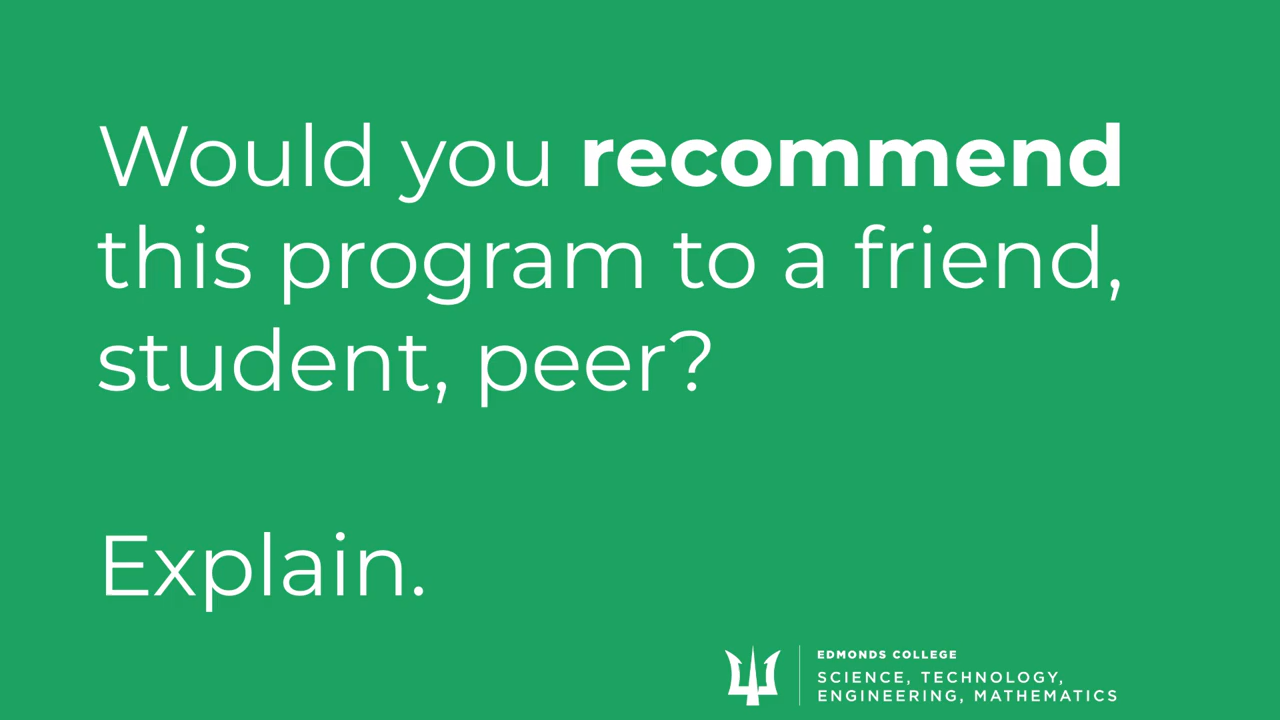 Would you recommend
this program to a friend,
student, peer?
Explain.
EDMONDS COLLEGE
SCIENCE, TECHNOLOGY,
ENGINEERING, MATHEMATICS